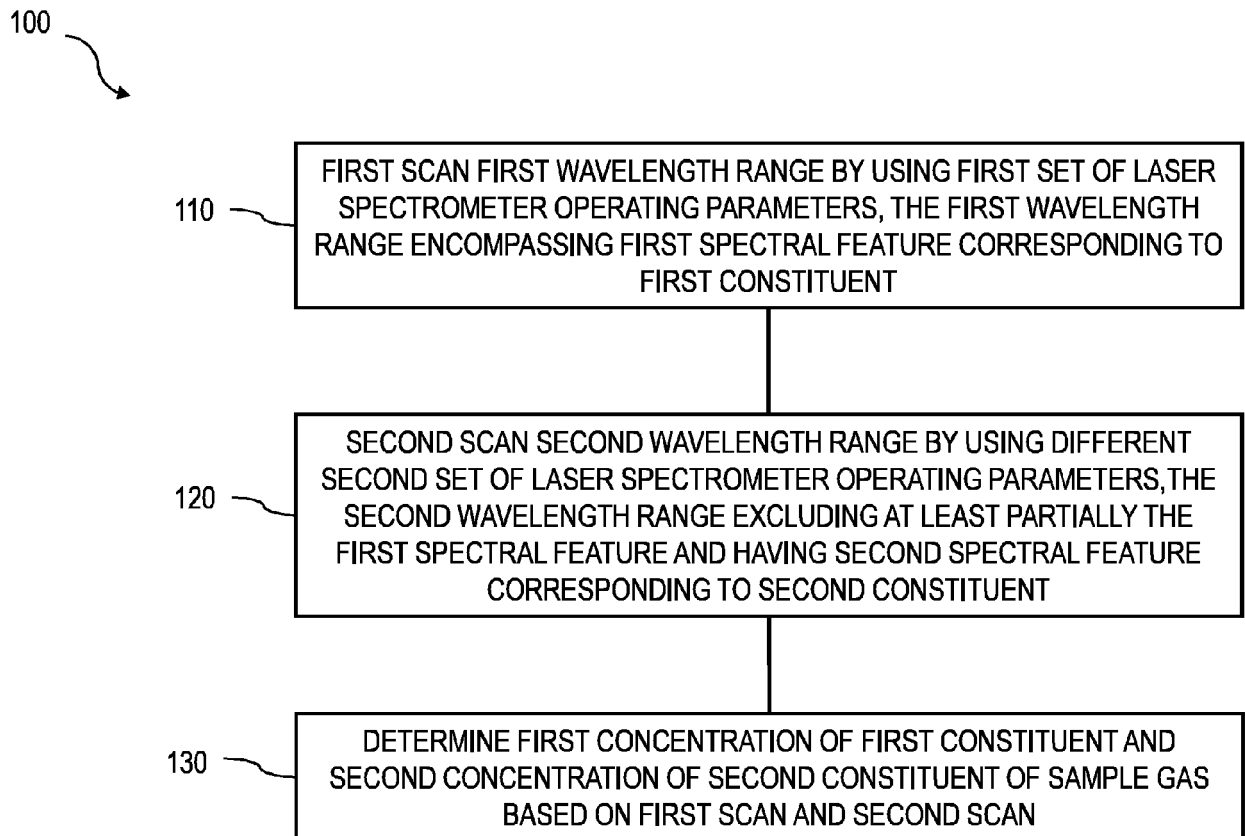 100
110
FIRST SCAN FIRST WAVELENGTH RANGE BY USING FIRST SET OF LASER
SPECTROMETER OPERATING PARAMETERS, THE FIRST WAVELENGTH
RANGE ENCOMPASSING FIRST SPECTRAL FEATURE CORRESPONDING TO
FIRST CONSTITUENT
120
SECOND SCAN SECOND WAVELENGTH RANGE BY USING DIFFERENT
SECOND SET OF LASER SPECTROMETER OPERATING PARAMETERS,THE
SECOND WAVELENGTH RANGE EXCLUDING AT LEAST PARTIALLY THE
FIRST SPECTRAL FEATURE AND HAVING SECOND SPECTRAL FEATURE
CORRESPONDING TO SECOND CONSTITUENT
130
DETERMINE FIRST CONCENTRATION OF FIRST CONSTITUENT AND
SECOND CONCENTRATION OF SECOND CONSTITUENT OF SAMPLE GAS
BASED ON FIRST SCAN AND SECOND SCAN